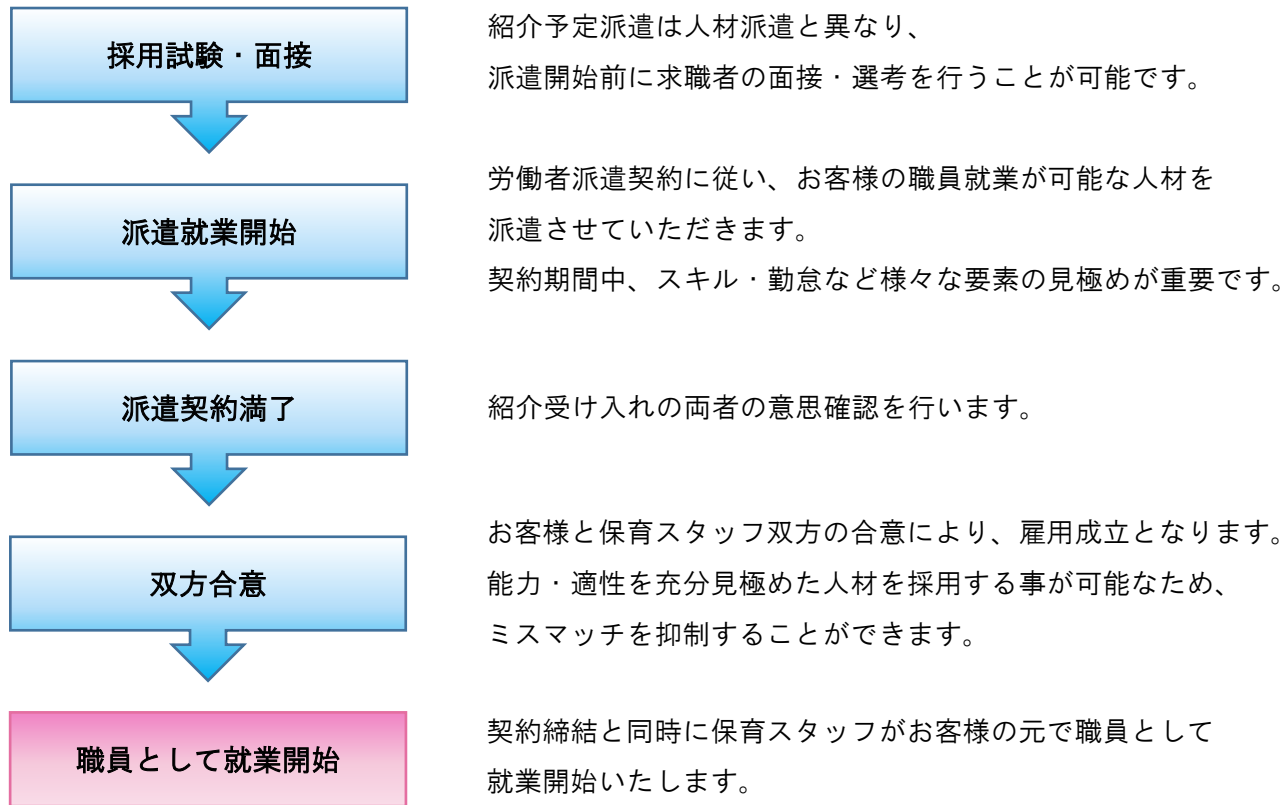 採用試験・面接
紹介予定派遣は人材派遣と異なり、
派遣開始前に求職者の面接・選考を行うことが可能です。
派遣就業開始
労働者派遣契約に従い、お客様の職員就業が可能な人材を
派遣させていただきます。
契約期間中、スキル・勤怠など様々な要素の見極めが重要です。
派遣契約満了
紹介受け入れの両者の意思確認を行います。
双方合意
お客様と保育スタッフ双方の合意により、雇用成立となります。
能力・適性を充分見極めた人材を採用する事が可能なため、
ミスマッチを抑制することができます。
職員として就業開始
契約締結と同時に保育スタッフがお客様の元で職員として
就業開始いたします。